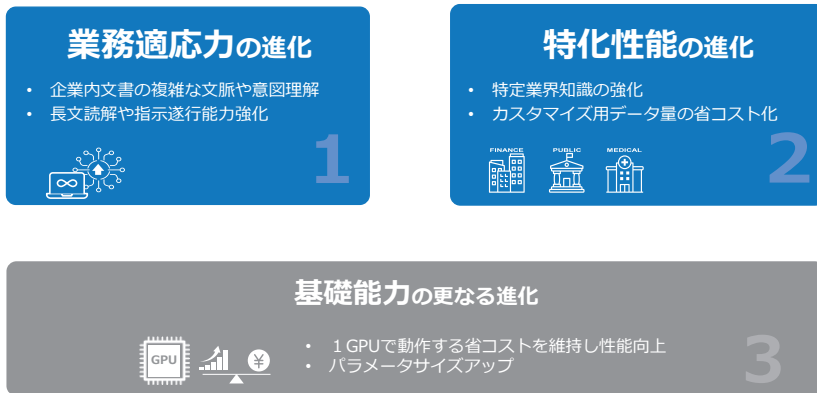 業務適応力の進化
• 企業内文書の複雑な文脈や意図理解
• 長文読解や指示遂行能力強化
1
特化性能の進化
• 特定業界知識の強化
• カスタマイズ用データ量の省コスト化
FINANCE PUBLIC MEDICAL
2
基礎能力の更なる進化
GPU ¥
• １GPUで動作する省コストを維持し性能向上
• パラメータサイズアップ
3